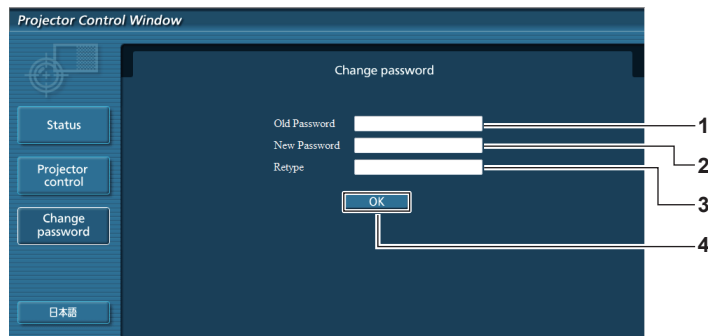 Projector Control Window
Change password
Status
Old Password
1
New Password
2
Projector
control
Retype
3
OK
Change
password
4
日本語